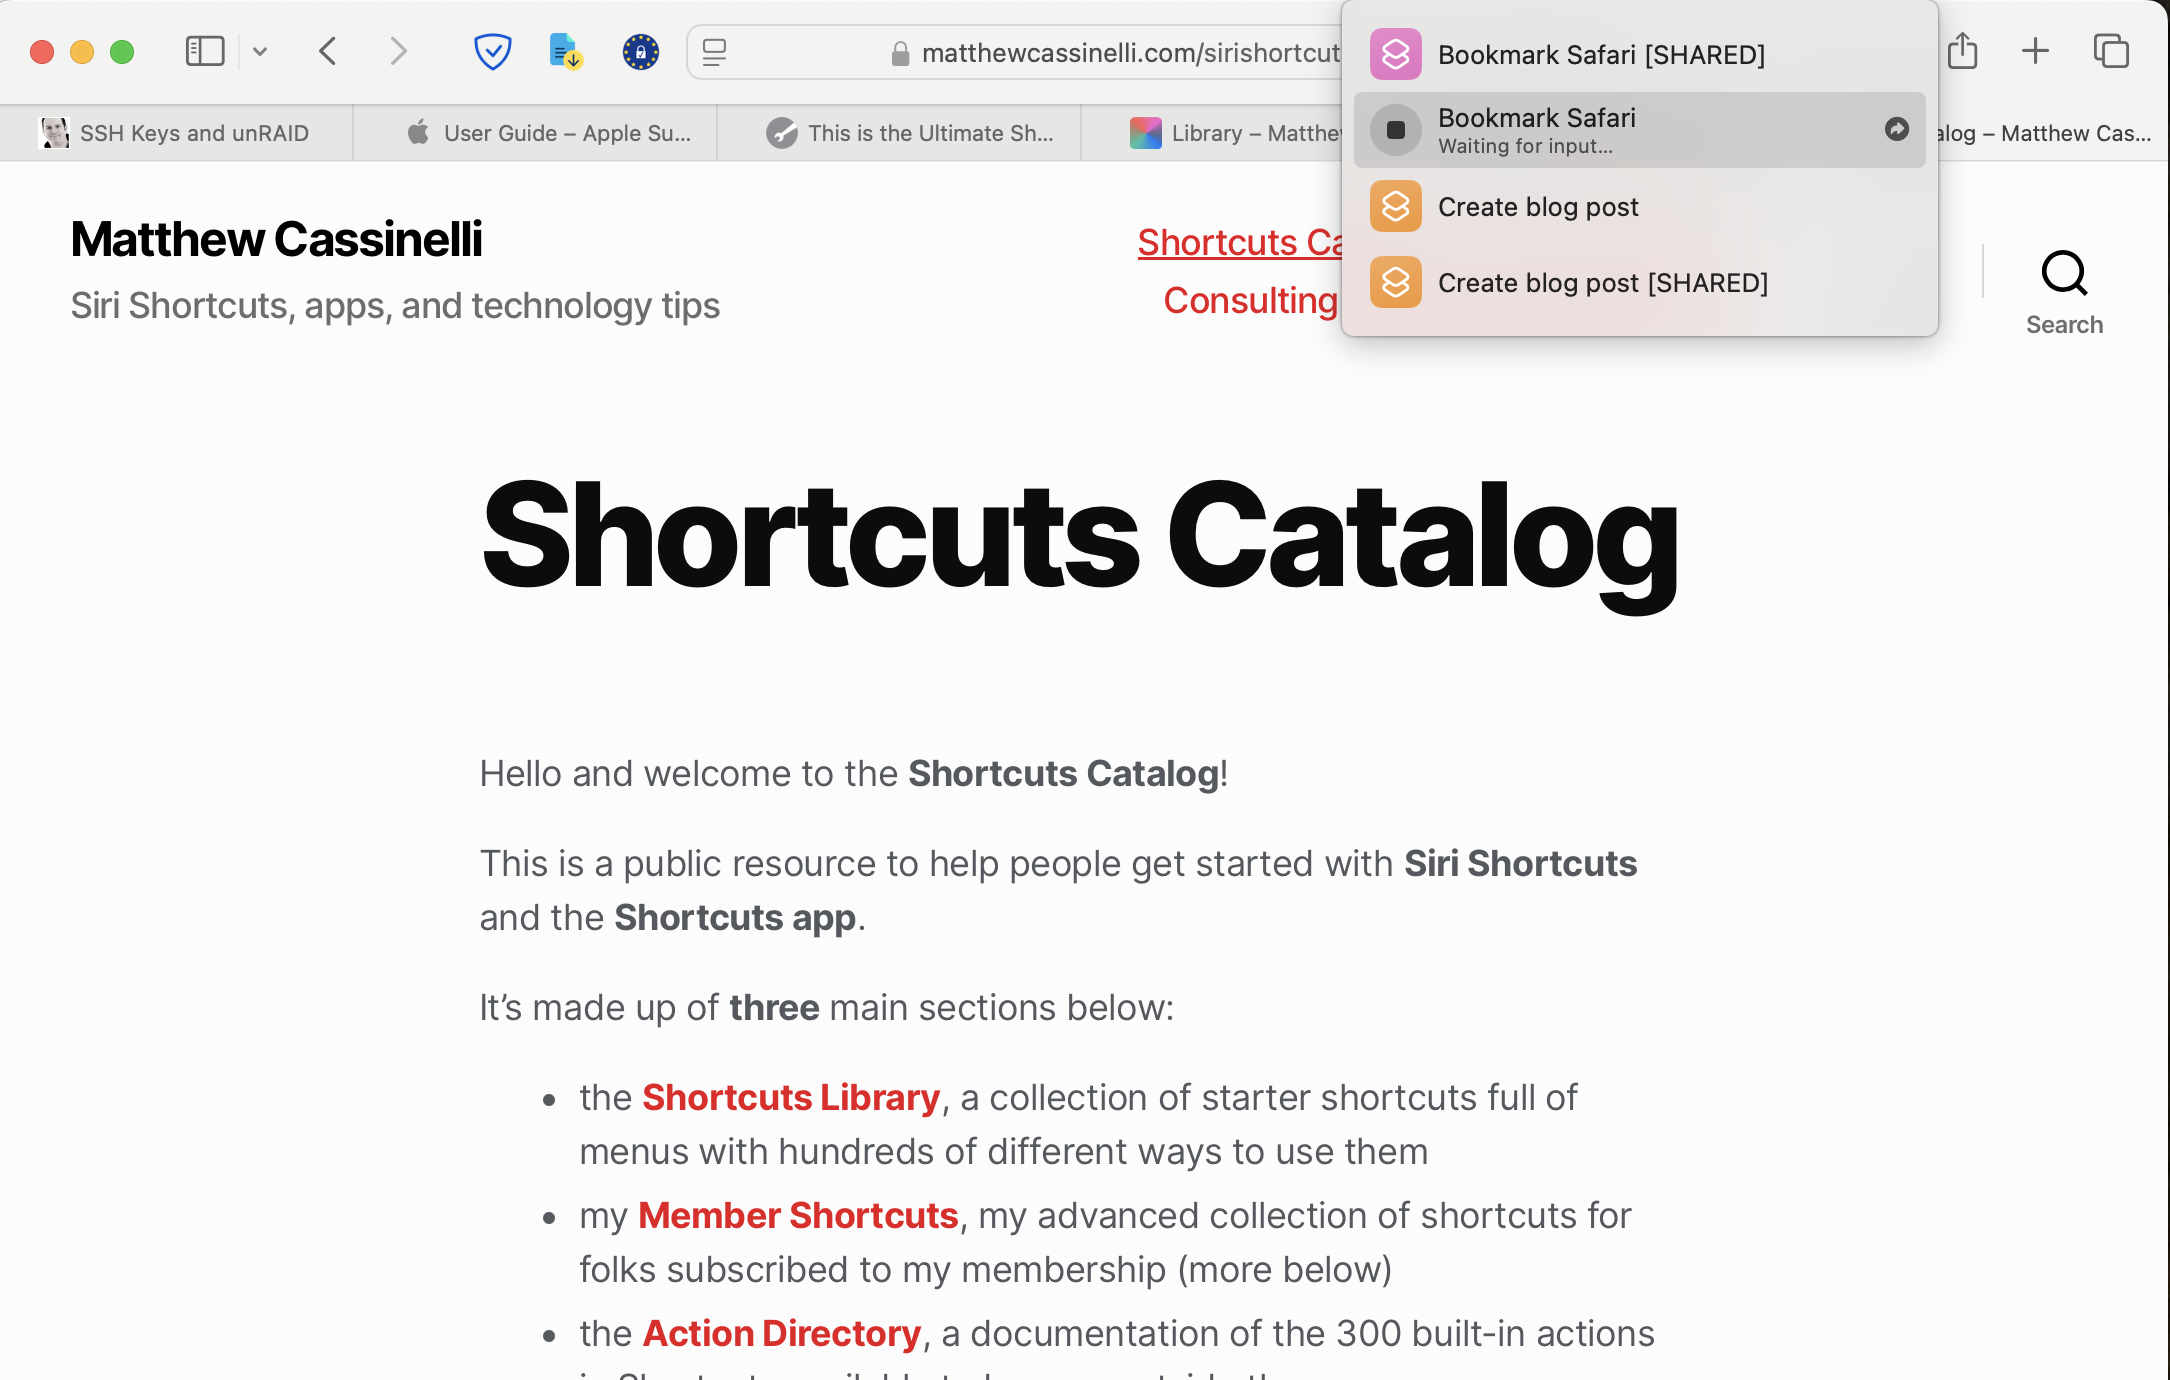 matthewcassinelli.com/sirishortcut
Bookmark Safari [SHARED]
Bookmark Safari
Waiting for input...
Create blog post
Create blog post [SHARED]
SSH Keys and unRAID
User Guide – Apple Su...
This is the Ultimate Sh...
Library – Matthew
alog – Matthew Cas...
Matthew Cassinelli
Siri Shortcuts, apps, and technology tips
Shortcuts Ca
Consulting
Search
Shortcuts Catalog
Hello and welcome to the Shortcuts Catalog!
This is a public resource to help people get started with Siri Shortcuts
and the Shortcuts app.
It’s made up of three main sections below:
the Shortcuts Library, a collection of starter shortcuts full of
menus with hundreds of different ways to use them
my Member Shortcuts, my advanced collection of shortcuts for
folks subscribed to my membership (more below)
the Action Directory, a documentation of the 300 built-in actions